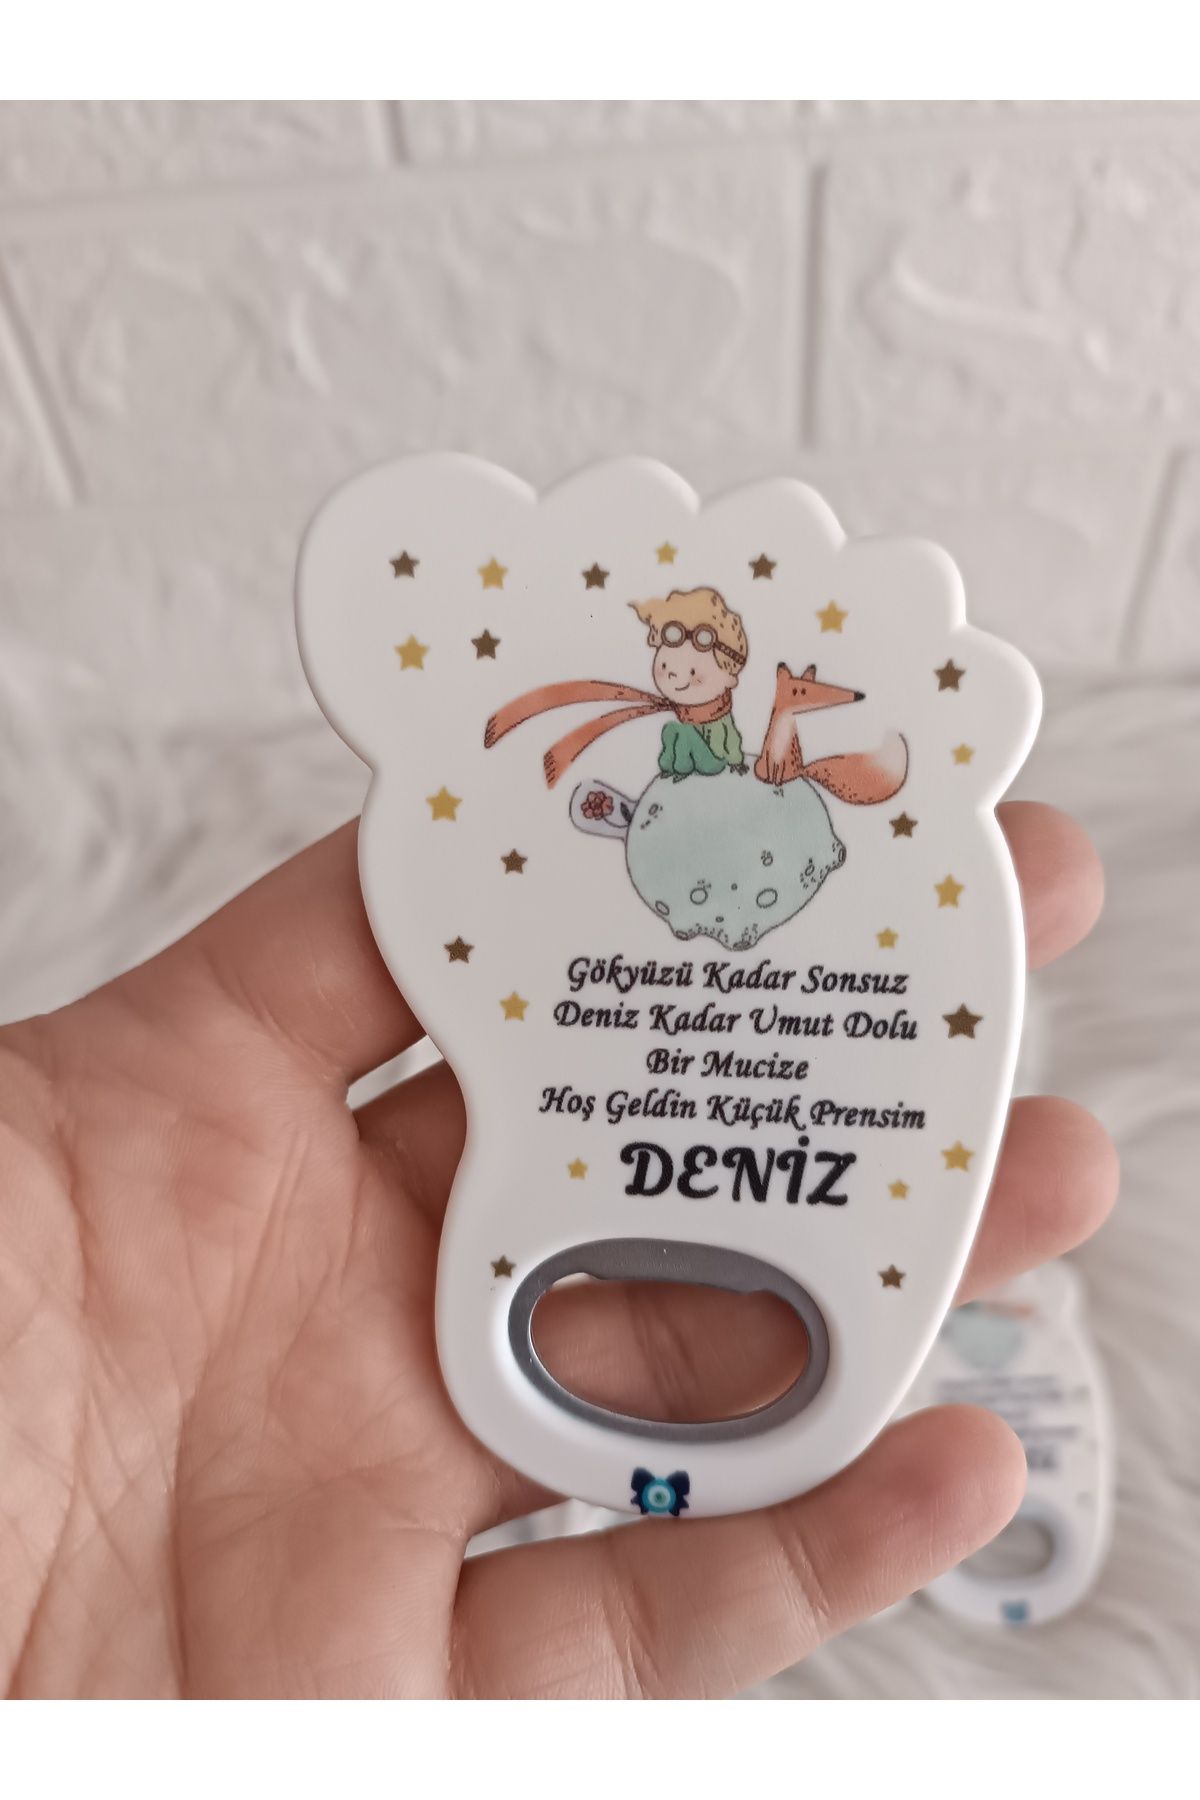 Gökyüzü Kadar Sonsuz
Deniz Kadar Umut Dolu
Bir Mucize
Hoş Geldin Küçük Prensim
DENİZ